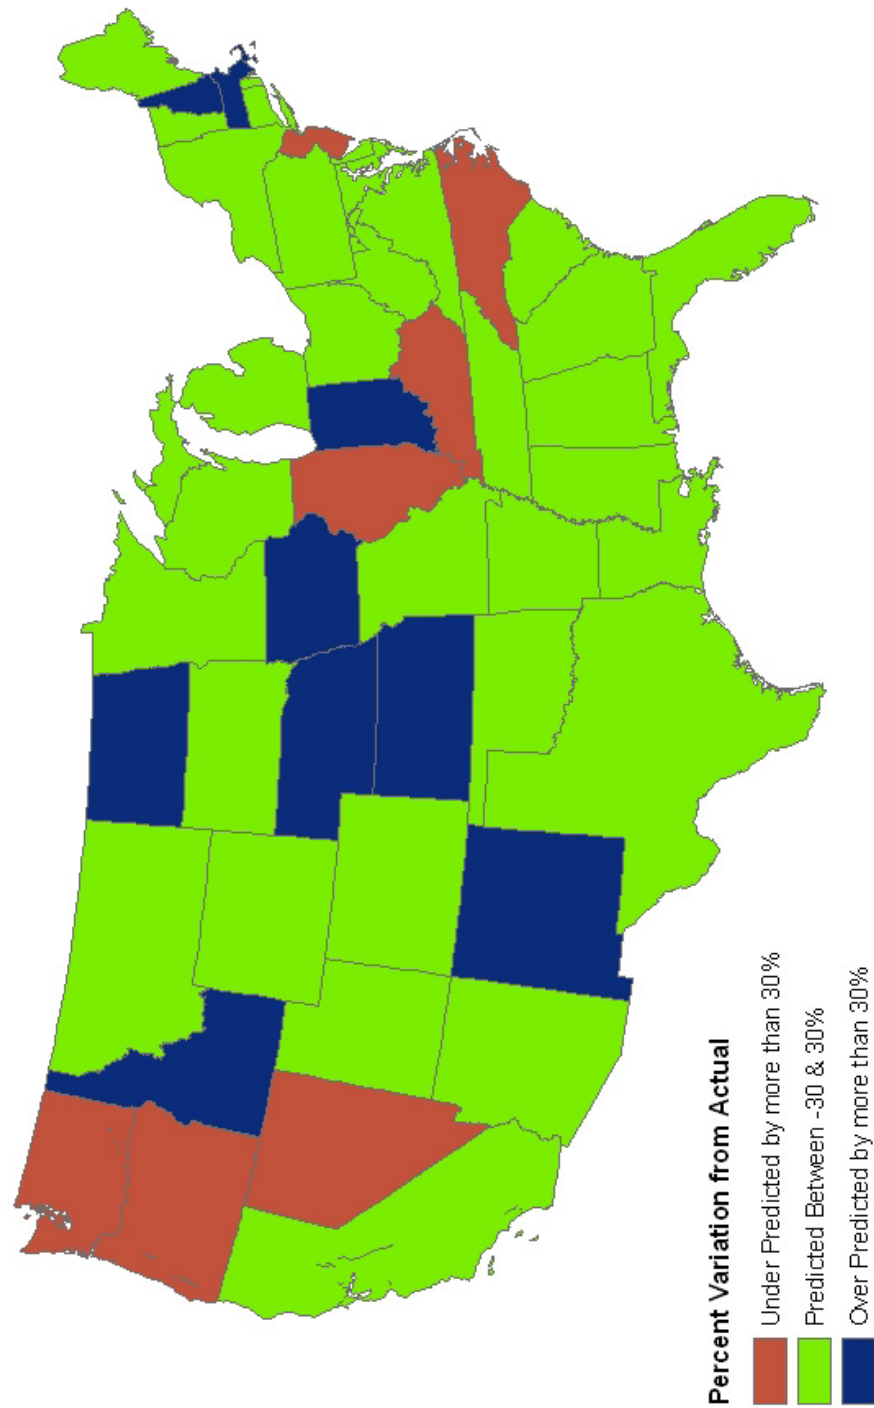 Percent Variation from Actual
Under Predicted by more than 30%
Predicted Between -30 & 30%
Over Predicted by more than 30%